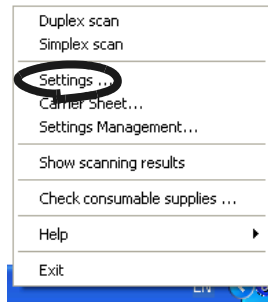 Duplex scan
Simplex scan
Settings ...
Carrier Sheet...
Settings Management...
Show scanning results
Check consumable supplies ...
Help
Exit
EN